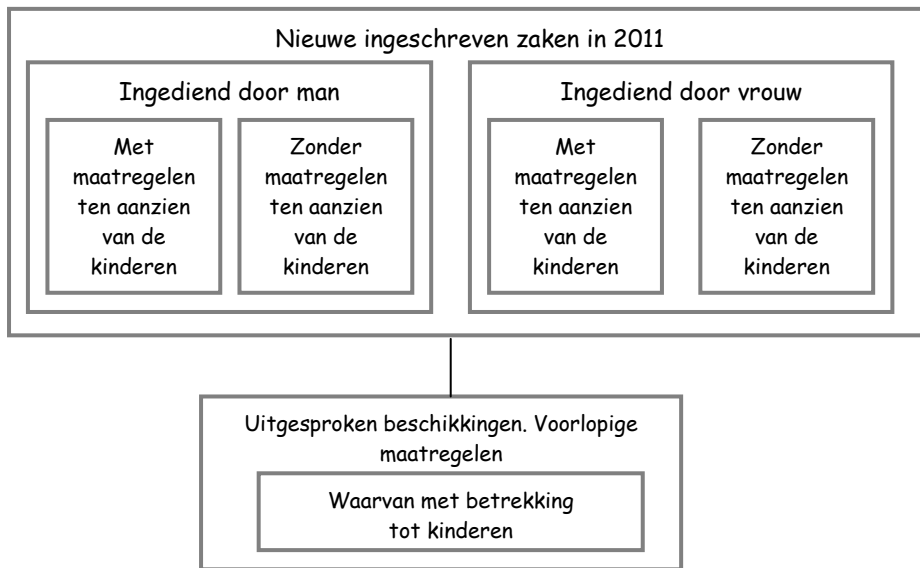 Nieuwe ingeschreven zaken in 2011
Ingediend door man
Met
maatregelen
ten aanzien
van de
kinderen
Zonder
maatregelen
ten aanzien
van de
kinderen
Ingediend door vrouw
Met
maatregelen
ten aanzien
van de
kinderen
Zonder
maatregelen
ten aanzien
van de
kinderen
Uitgesproken beschikkingen. Voorlopige
maatregelen
Waarvan met betrekking
tot kinderen